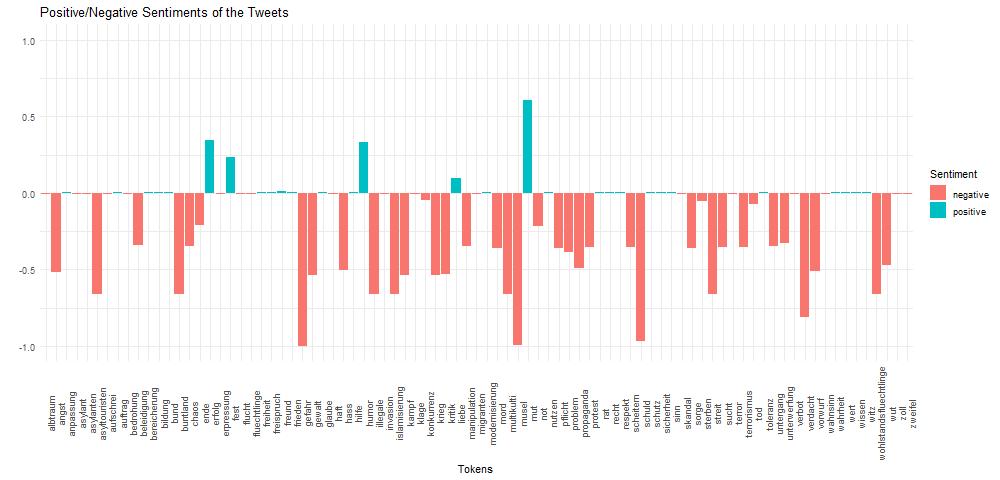 Positive/Negative Sentiments of the Tweets
1.0
0.5
0.0
-0.5
-1.0
albtraum
angst
anpassung
asylant
asylanten
asyltouristen
aufschrei
auftrag
bedrohung
beleidigung
bereicherung
bildung
bund
buntland
chaos
ende
erfolg
erpressung
fest
flucht
fluechtlinge
freiheit
freispruch
freund
frieden
gefahr
gewalt
glaube
haft
hass
hilfe
humor
illegale
invasion
islamisierung
kampf
klage
konkurrenz
krieg
kritik
liebe
manipulation
migranten
modernisierung
mord
multikulti
musel
mut
not
nutzen
pflicht
problem
propaganda
protest
rat
recht
respekt
scheitern
schuld
schutz
sicherheit
sinn
skandal
sorge
sterben
streit
sucht
terror
terrorismus
tod
toleranz
untergang
unterwerfung
verbot
verdacht
vorwurf
wahnsinn
wahrheit
wert
wissen
witz
wohlstandsfluechtlinge
wut
zoll
zweifel
Tokens
Sentiment
negative
positive